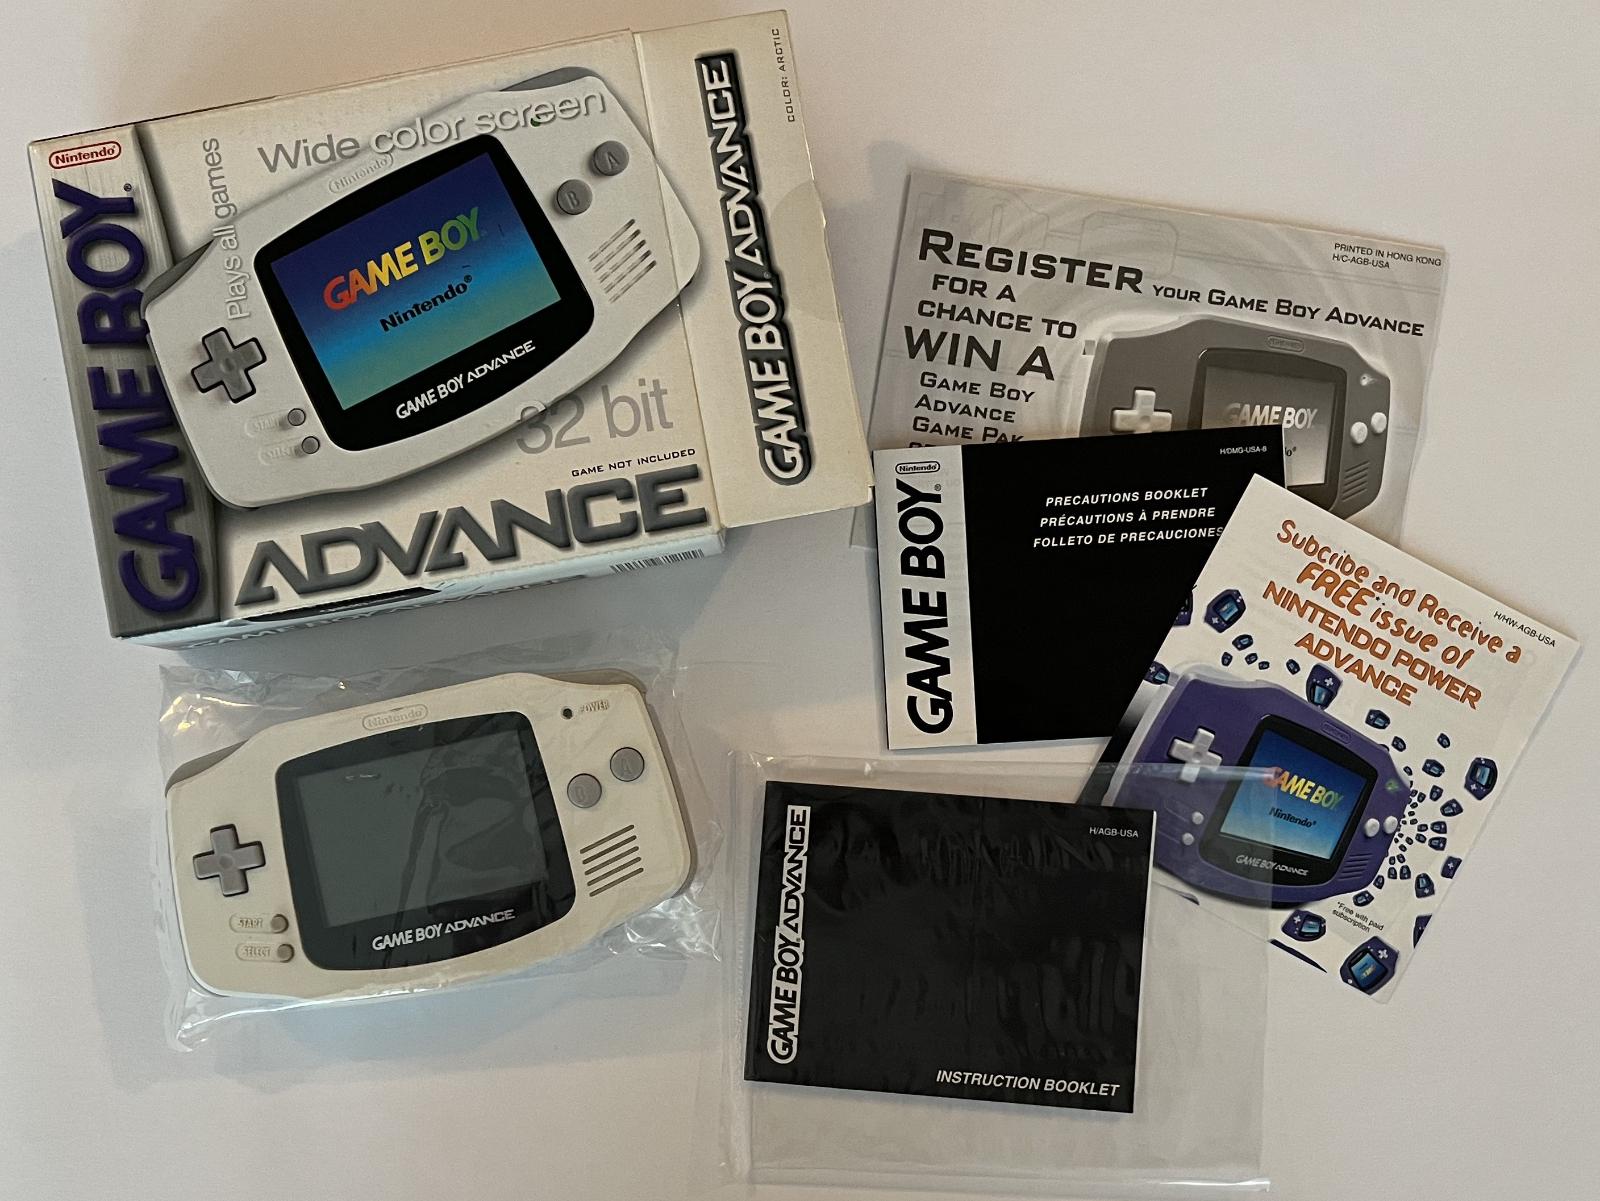 Nintendo
GAME BOY
Plays all games
Wide color screen
Nintendo
GAME BOY
Nintendo
GAME BOY ADVANCE
START
SELECT
A
B
32 bit
GAME NOT INCLUDED
ADVANCE
GAME BOY ADVANCE
COLOR: ARCTIC
Nintendo
POWER
A
B
START
SELECT
GAME BOY ADVANCE
PRINTED IN HONG KONG
H/C-AGB-USA
REGISTER YOUR GAME BOY ADVANCE
FOR A
CHANCE TO
WIN A
GAME BOY
ADVANCE
GAME PAK
Nintendo
GAME BOY
Nintendo
GAME BOY
H/DMG-USA-8
PRECAUTIONS BOOKLET
PRÉCAUTIONS À PRENDRE
FOLLETO DE PRECAUCIONES
H/HW-AGB-USA
Subcribe and Receive a
FREE issue of
NINTENDO POWER
ADVANCE
GAME BOY
Nintendo
GAME BOY ADVANCE
*Free with paid
subscription
GAME BOY ADVANCE
H/AGB-USA
INSTRUCTION BOOKLET